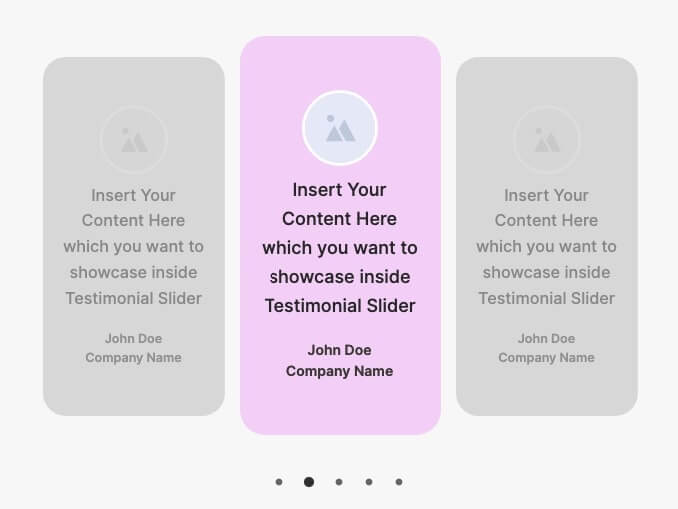 Insert Your
Content Here
which you want to
showcase inside
Testimonial Slider
John Doe
Company Name
Insert Your
Content Here
which you want to
showcase inside
Testimonial Slider
John Doe
Company Name
Insert Your
Content Here
which you want to
showcase inside
Testimonial Slider
John Doe
Company Name